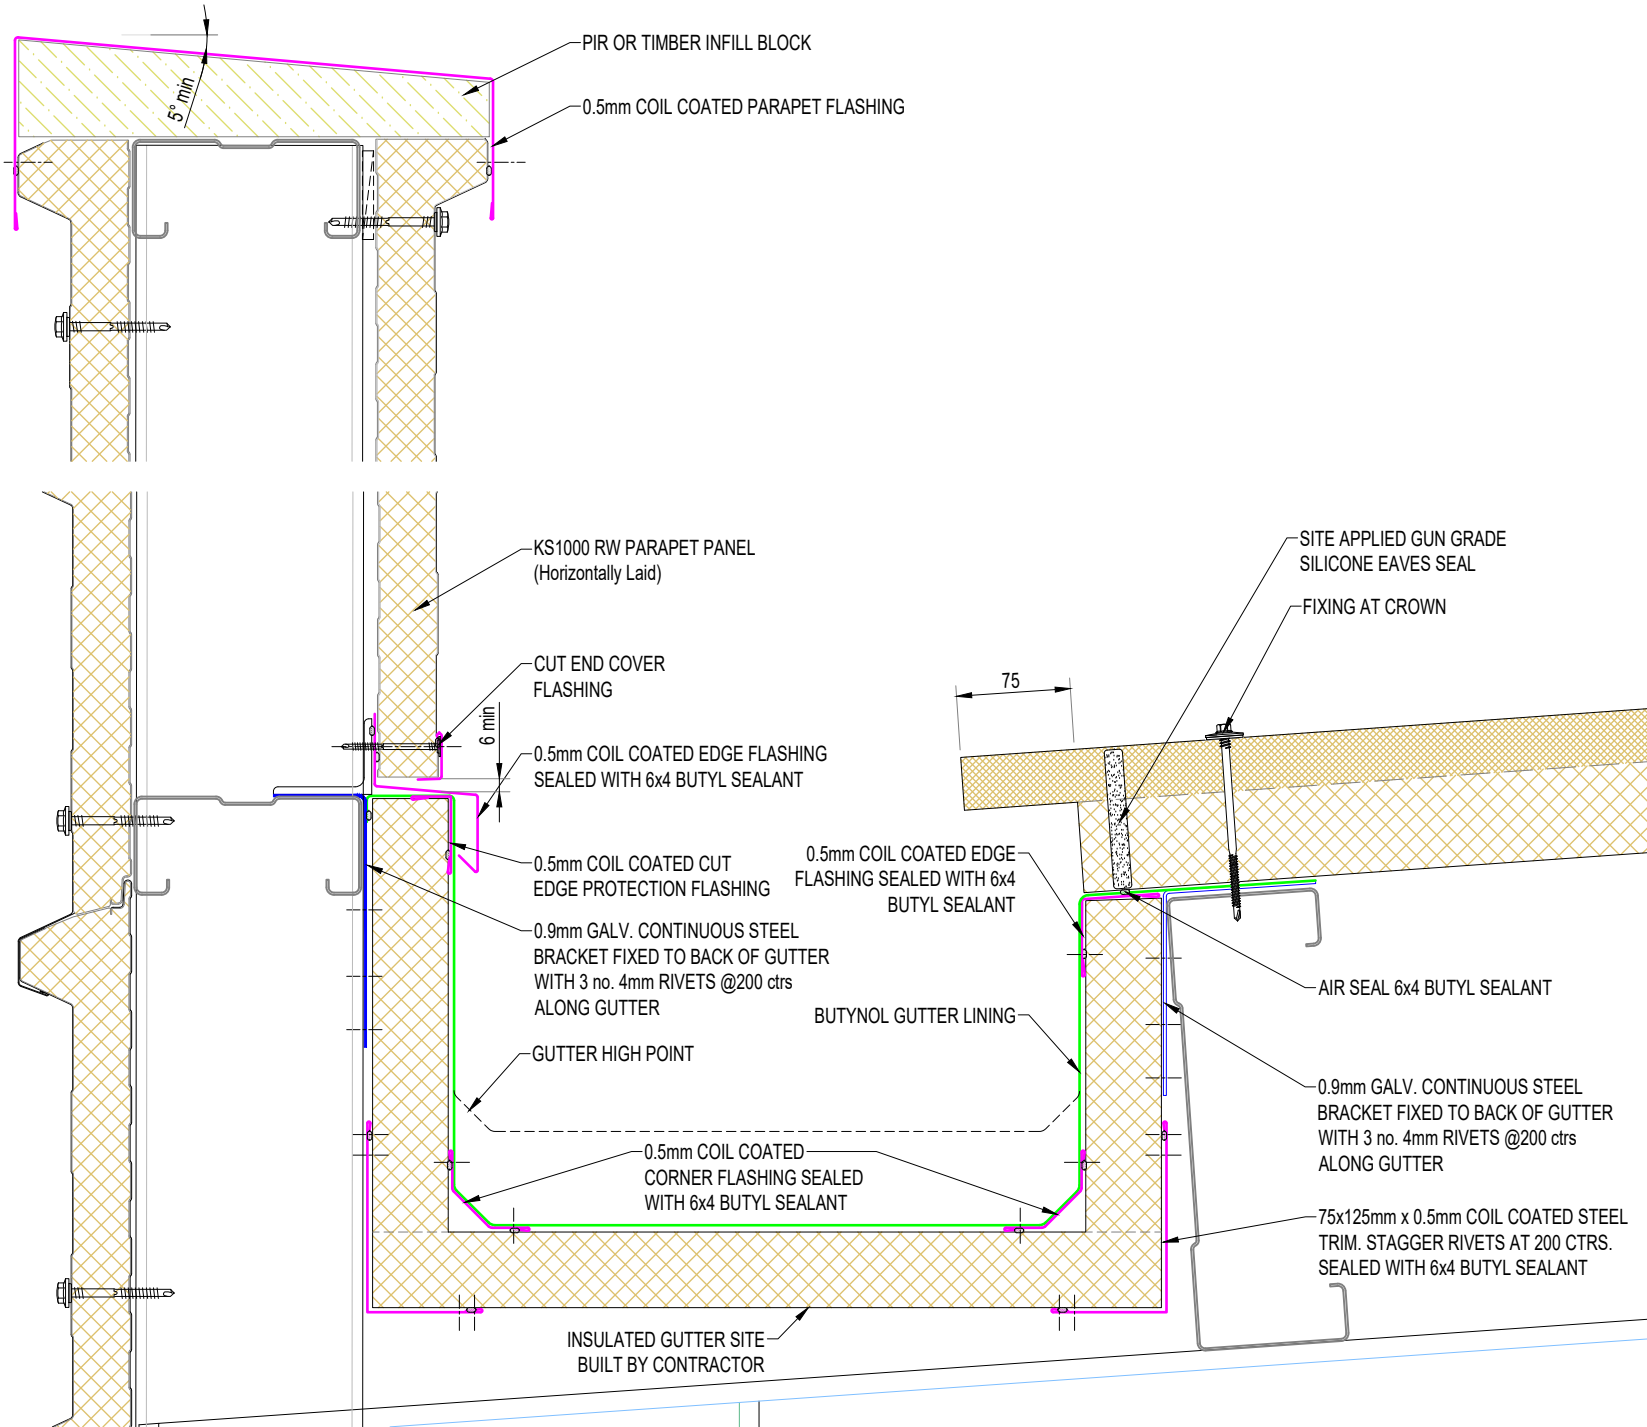 PIR OR TIMBER INFILL BLOCK
5° min
0.5mm COIL COATED PARAPET FLASHING
KS1000 RW PARAPET PANEL
(Horizontally Laid)
SITE APPLIED GUN GRADE
SILICONE EAVES SEAL
FIXING AT CROWN
CUT END COVER
FLASHING
75
6 min
0.5mm COIL COATED EDGE FLASHING
SEALED WITH 6x4 BUTYL SEALANT
0.5mm COIL COATED CUT
EDGE PROTECTION FLASHING
0.5mm COIL COATED EDGE
FLASHING SEALED WITH 6x4
BUTYL SEALANT
0.9mm GALV. CONTINUOUS STEEL
BRACKET FIXED TO BACK OF GUTTER
WITH 3 no. 4mm RIVETS @200 ctrs
ALONG GUTTER
AIR SEAL 6x4 BUTYL SEALANT
BUTYNOL GUTTER LINING
GUTTER HIGH POINT
0.9mm GALV. CONTINUOUS STEEL
BRACKET FIXED TO BACK OF GUTTER
WITH 3 no. 4mm RIVETS @200 ctrs
ALONG GUTTER
0.5mm COIL COATED
CORNER FLASHING SEALED
WITH 6x4 BUTYL SEALANT
75x125mm x 0.5mm COIL COATED STEEL
TRIM. STAGGER RIVETS AT 200 CTRS.
SEALED WITH 6x4 BUTYL SEALANT
INSULATED GUTTER SITE
BUILT BY CONTRACTOR